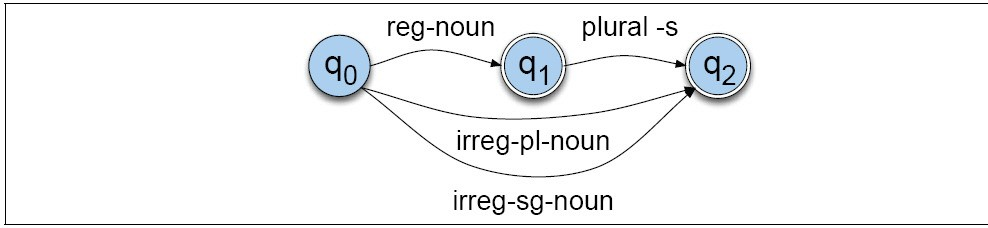 reg-noun plural -s
q0 q1 q2
irreg-pl-noun
irreg-sg-noun